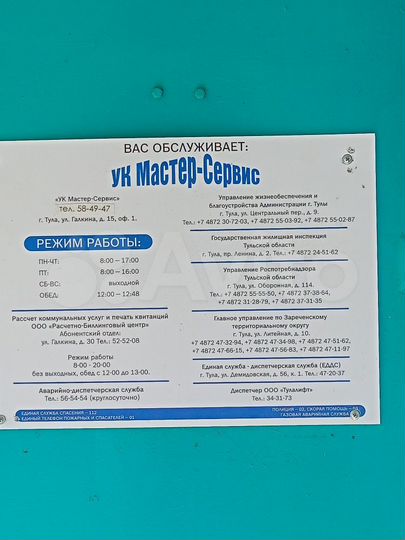 ВАС ОБСЛУЖИВАЕТ:
УК Мастер-Сервис
«УК Мастер-Сервис»
тел. 58-49-47
г. Тула, ул. Галкина, д. 15, оф. 1.
РЕЖИМ РАБОТЫ:
ПН-ЧТ: 8:00 — 17:00
ПТ: 8:00 — 16:00
СБ-ВС: ВЫХОДНОЙ
ОБЕД: 12:00 — 12:48
Рассчет коммунальных услуг и печать квитанций
ООО «Расчетно-Биллинговый центр»
Абонентский отдел:
ул. Галкина, д. 30 Тел.: 52-52-08
Режим работы
8:00 - 20:00
без выходных, обед с 12:00 до 13:00.
Аварийно-диспетчерская служба
Тел.: 56-54-54 (круглосуточно)
ЕДИНАЯ СЛУЖБА СПАСЕНИЯ – 112
ЕДИНЫЙ ТЕЛЕФОН ПОЖАРНЫХ И СПАСАТЕЛЕЙ – 01
Управление жизнеобеспечения и
благоустройства Администрации г. Тулы
г. Тула, ул. Центральный пер., д. 9.
Тел: +7 4872 30-72-03, +7 4872 55-03-92, +7 4872 55-02-87
Государственная жилищная инспекция
Тульской области
г. Тула, пр. Ленина, д. 2. Тел: +7 4872 24-51-62
Управление Роспотребнадзора
Тульской области
г. Тула, ул. Оборонная, д. 114.
Тел: +7 4872 55-55-50, +7 4872 37-38-64,
+7 4872 31-28-79, +7 4872 37-31-35
Главное управление по Зареченскому
территориальному округу
г. Тула, ул. Литейная, д. 10.
+7 4872 47-32-94, +7 4872 47-34-98, +7 4872 47-51-61,
+7 4872 47-66-15, +7 4872 47-56-83, +7 4872 47-11-97
Единая служба - диспетчерская служба (ЕДДС)
г. Тула, ул. Демидовская, д. 56, к. 1. Тел: 47-20-37
Диспетчер ООО «Тулалифт»
Тел.: 34-31-73
ПОЛИЦИЯ – 02, СКОРАЯ ПОМОЩЬ – 03,
ГАЗОВАЯ АВАРИЙНАЯ СЛУЖБА